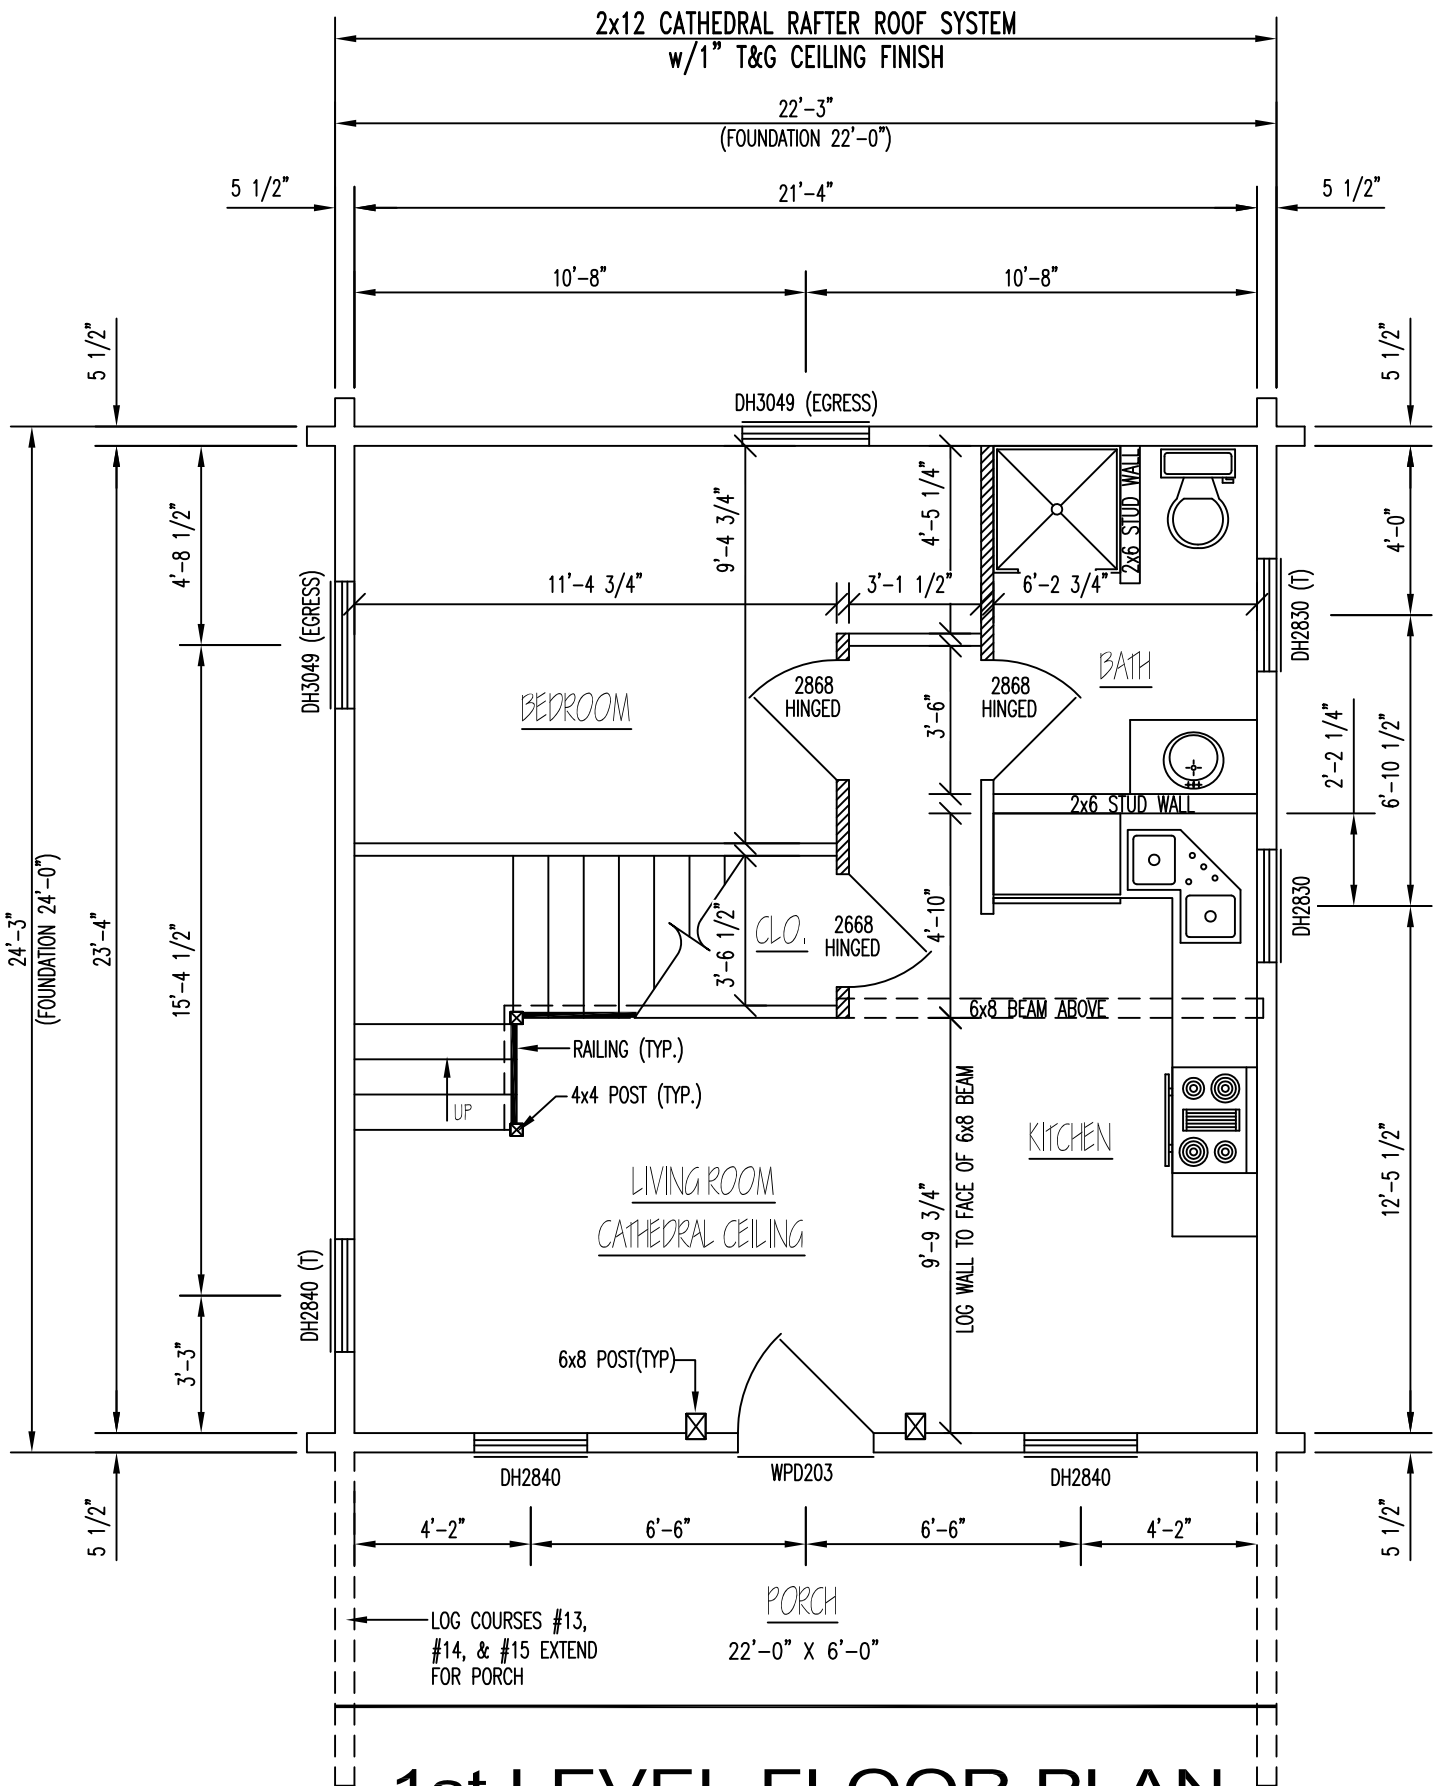 2x12 CATHEDRAL RAFTER ROOF SYSTEM
w/1" T&G CEILING FINISH
22'-3"
(FOUNDATION 22'-0")
5 1/2"
21'-4"
5 1/2"
10'-8"
10'-8"
5 1/2"
5 1/2"
DH3049 (EGRESS)
4'-8 1/2"
9'-4 3/4"
4'-5 1/4"
2x6 STUD WALL
4'-0"
11'-4 3/4"
3'-1 1/2"
6'-2 3/4"
DH3049 (EGRESS)
DH2830 (T)
BEDROOM
2868
HINGED
2868
HINGED
BATH
3'-6"
2'-2 1/4"
6'-10 1/2"
2x6 STUD WALL
24'-3"
(FOUNDATION 24'-0")
23'-4"
15'-4 1/2"
3'-6 1/2"
CLO.
2668
HINGED
4'-10"
DH2830
6x8 BEAM ABOVE
RAILING (TYP.)
4x4 POST (TYP.)
UP
KITCHEN
LIVING ROOM
CATHEDRAL CEILING
9'-9 3/4"
LOG WALL TO FACE OF 6x8 BEAM
12'-5 1/2"
DH2840 (T)
3'-3"
6x8 POST(TYP)
DH2840
WPD203
DH2840
5 1/2"
4'-2"
6'-6"
6'-6"
4'-2"
5 1/2"
PORCH
22'-0" X 6'-0"
LOG COURSES #13,
#14, & #15 EXTEND
FOR PORCH
1st LEVEL FLOOR PLAN